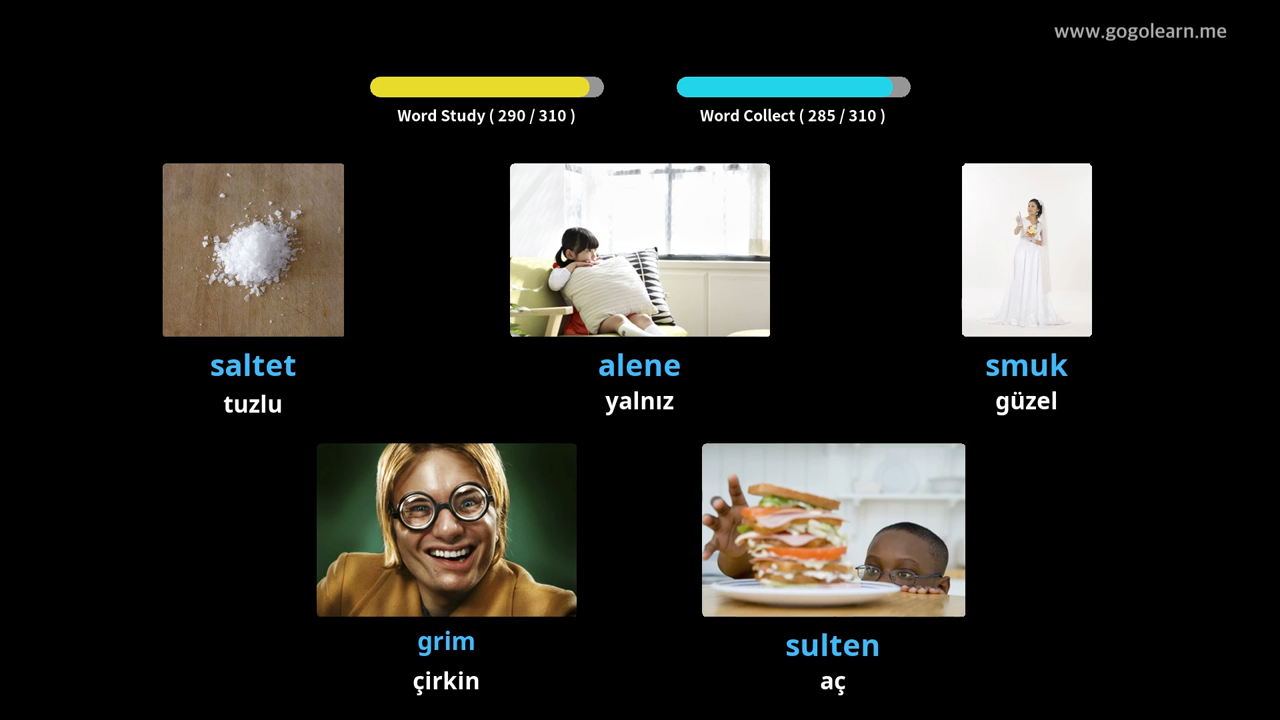 www.gogolearn.me
Word Study ( 290 / 310 )
Word Collect ( 285 / 310 )
saltet
tuzlu
alene
yalnız
smuk
güzel
grim
çirkin
sulten
aç